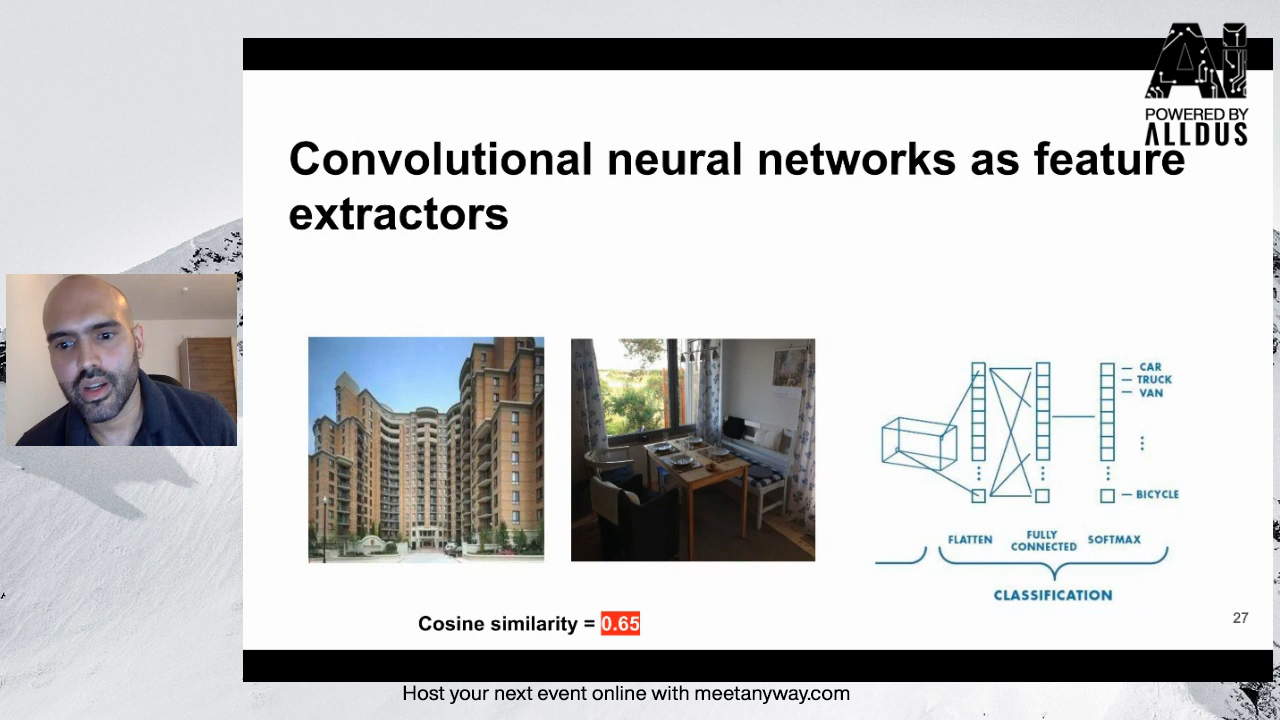 AI
POWERED BY
ALLDUS
Convolutional neural networks as feature
extractors
CAR
TRUCK
VAN
BICYCLE
FLATTEN
FULLY
CONNECTED
SOFTMAX
CLASSIFICATION
Cosine similarity = 0.65
27
Host your next event online with meetanyway.com